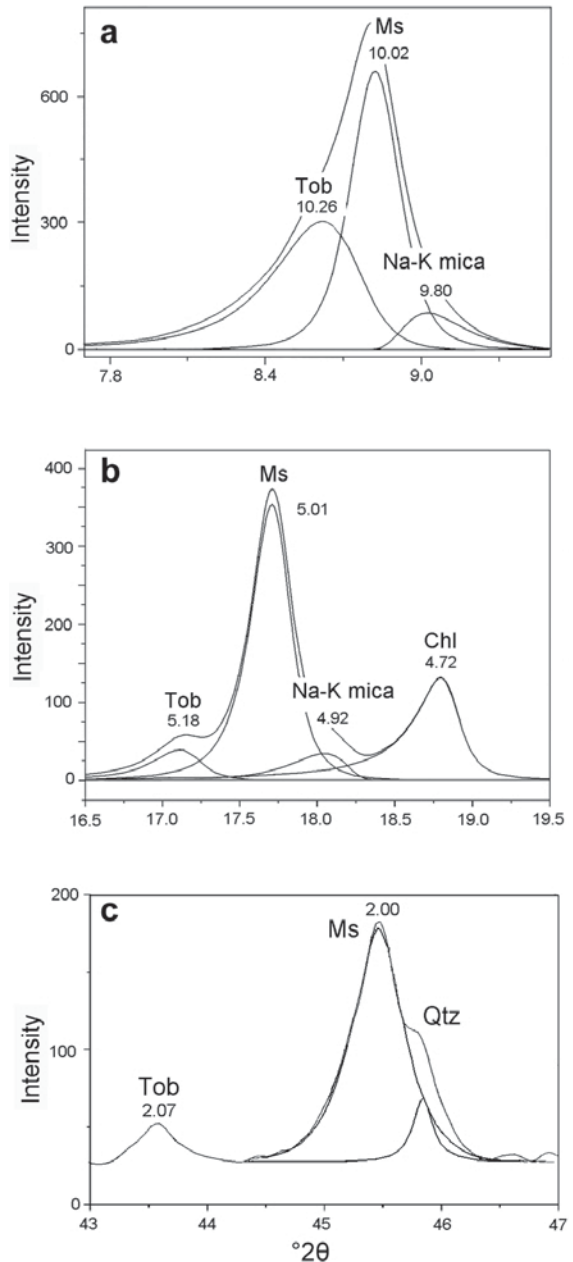 a
Ms
10.02
600
Tob
10.26
Intensity
300
Na-K mica
9.80
0
7.8
8.4
9.0
b
400
Ms
5.01
300
Intensity
200
Chl
4.72
Na-K mica
4.92
Tob
5.18
100
0
16.5
17.0
17.5
18.0
18.5
19.0
19.5
200
c
2.00
Ms
Qtz
Intensity
100
Tob
2.07
0
43
44
45
46
47
°2θ